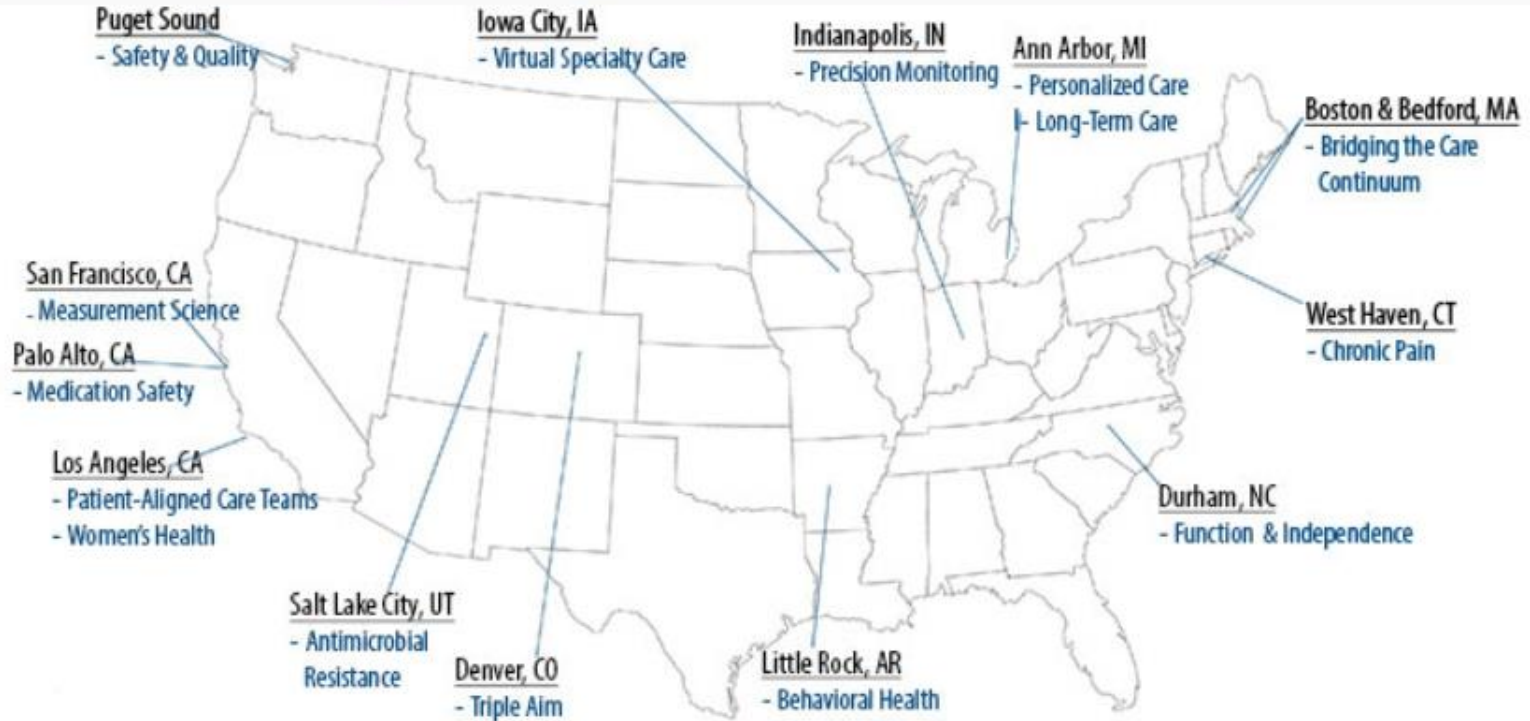 Puget Sound
- Safety & Quality
Iowa City, IA
- Virtual Specialty Care
Indianapolis, IN
- Precision Monitoring
Ann Arbor, MI
- Personalized Care
- Long-Term Care
Boston & Bedford, MA
- Bridging the Care
Continuum
San Francisco, CA
- Measurement Science
Palo Alto, CA
- Medication Safety
Los Angeles, CA
- Patient-Aligned Care Teams
- Women's Health
West Haven, CT
- Chronic Pain
Durham, NC
- Function & Independence
Salt Lake City, UT
- Antimicrobial
Resistance
Denver, CO
- Triple Aim
Little Rock, AR
- Behavioral Health